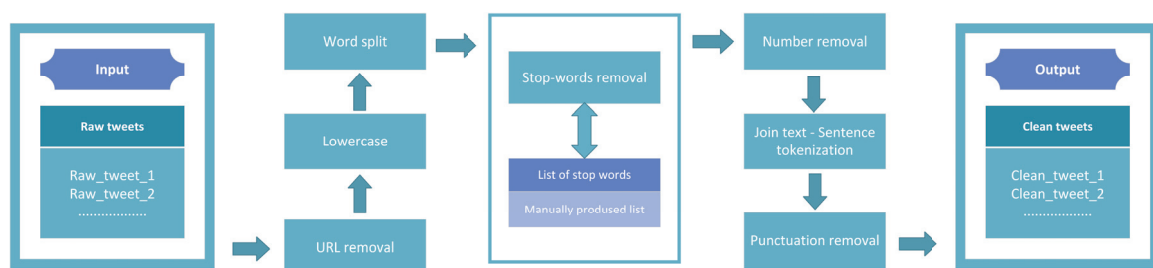 Input
Raw tweets
Raw_tweet_1
Raw_tweet_2
..................
URL removal
Lowercase
Word split
Stop-words removal
List of stop words
Manually prodused list
Number removal
Join text - Sentence
tokenization
Punctuation removal
Output
Clean tweets
Clean_tweet_1
Clean_tweet_2
...................